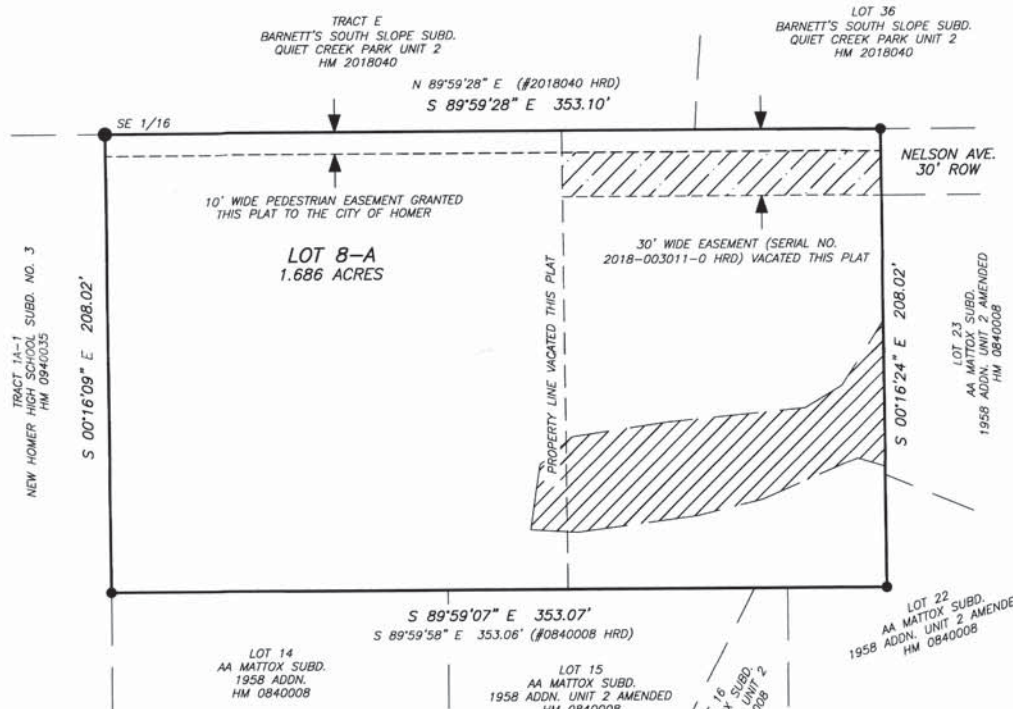 TRACT E
BARNETT'S SOUTH SLOPE SUBD.
QUIET CREEK PARK UNIT 2
HM 2018040
LOT 36
BARNETT'S SOUTH SLOPE SUBD.
QUIET CREEK PARK UNIT 2
HM 2018040
N 89°59'28" E (#2018040 HRD)
S 89°59'28" E 353.10'
SE 1/16
NELSON AVE.
30' ROW
10' WIDE PEDESTRIAN EASEMENT GRANTED
THIS PLAT TO THE CITY OF HOMER
LOT 8-A
1.686 ACRES
30' WIDE EASEMENT (SERIAL NO.
2018-003011-0 HRD) VACATED THIS PLAT
TRACT 1A-1
NEW HOMER HIGH SCHOOL SUBD. NO. 3
HM 0940035
S 00°16'09" E 208.02'
PROPERTY LINE VACATED THIS PLAT
S 00°16'24" E 208.02'
LOT 23
AA MATTOX SUBD.
1958 ADDN. UNIT 2 AMENDED
HM 0840008
S 89°59'07" E 353.07'
S 89°59'58" E 353.06' (#0840008 HRD)
LOT 14
AA MATTOX SUBD.
1958 ADDN.
HM 0840008
LOT 15
AA MATTOX SUBD.
1958 ADDN. UNIT 2 AMENDED
HM 0840008
16
SUBD.
UNIT 2
LOT 22
AA MATTOX SUBD.
1958 ADDN. UNIT 2 AMENDE
HM 0840008